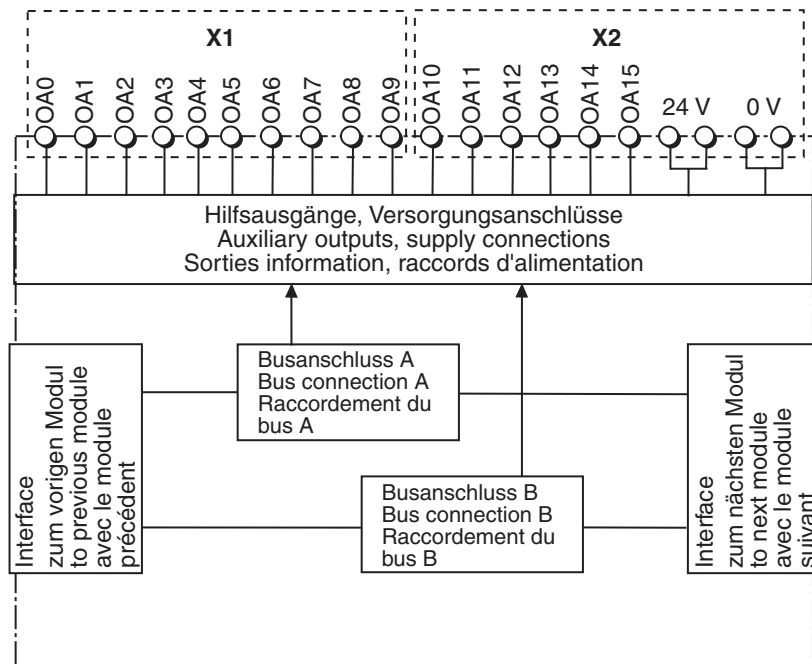 X1
X2
OA0
OA1
OA2
OA3
OA4
OA5
OA6
OA7
OA8
OA9
OA10
OA11
OA12
OA13
OA14
OA15
24 V
0 V
Hilfsausgänge, Versorgungsanschlüsse
Auxiliary outputs, supply connections
Sorties information, raccords d'alimentation
Interface
zum vorigen Modul
to previous module
avec le module
précédent
Busanschluss A
Bus connection A
Raccordement du
bus A
Busanschluss B
Bus connection B
Raccordement du
bus B
Interface
zum nächsten Modul
to next module
avec le module
suivant